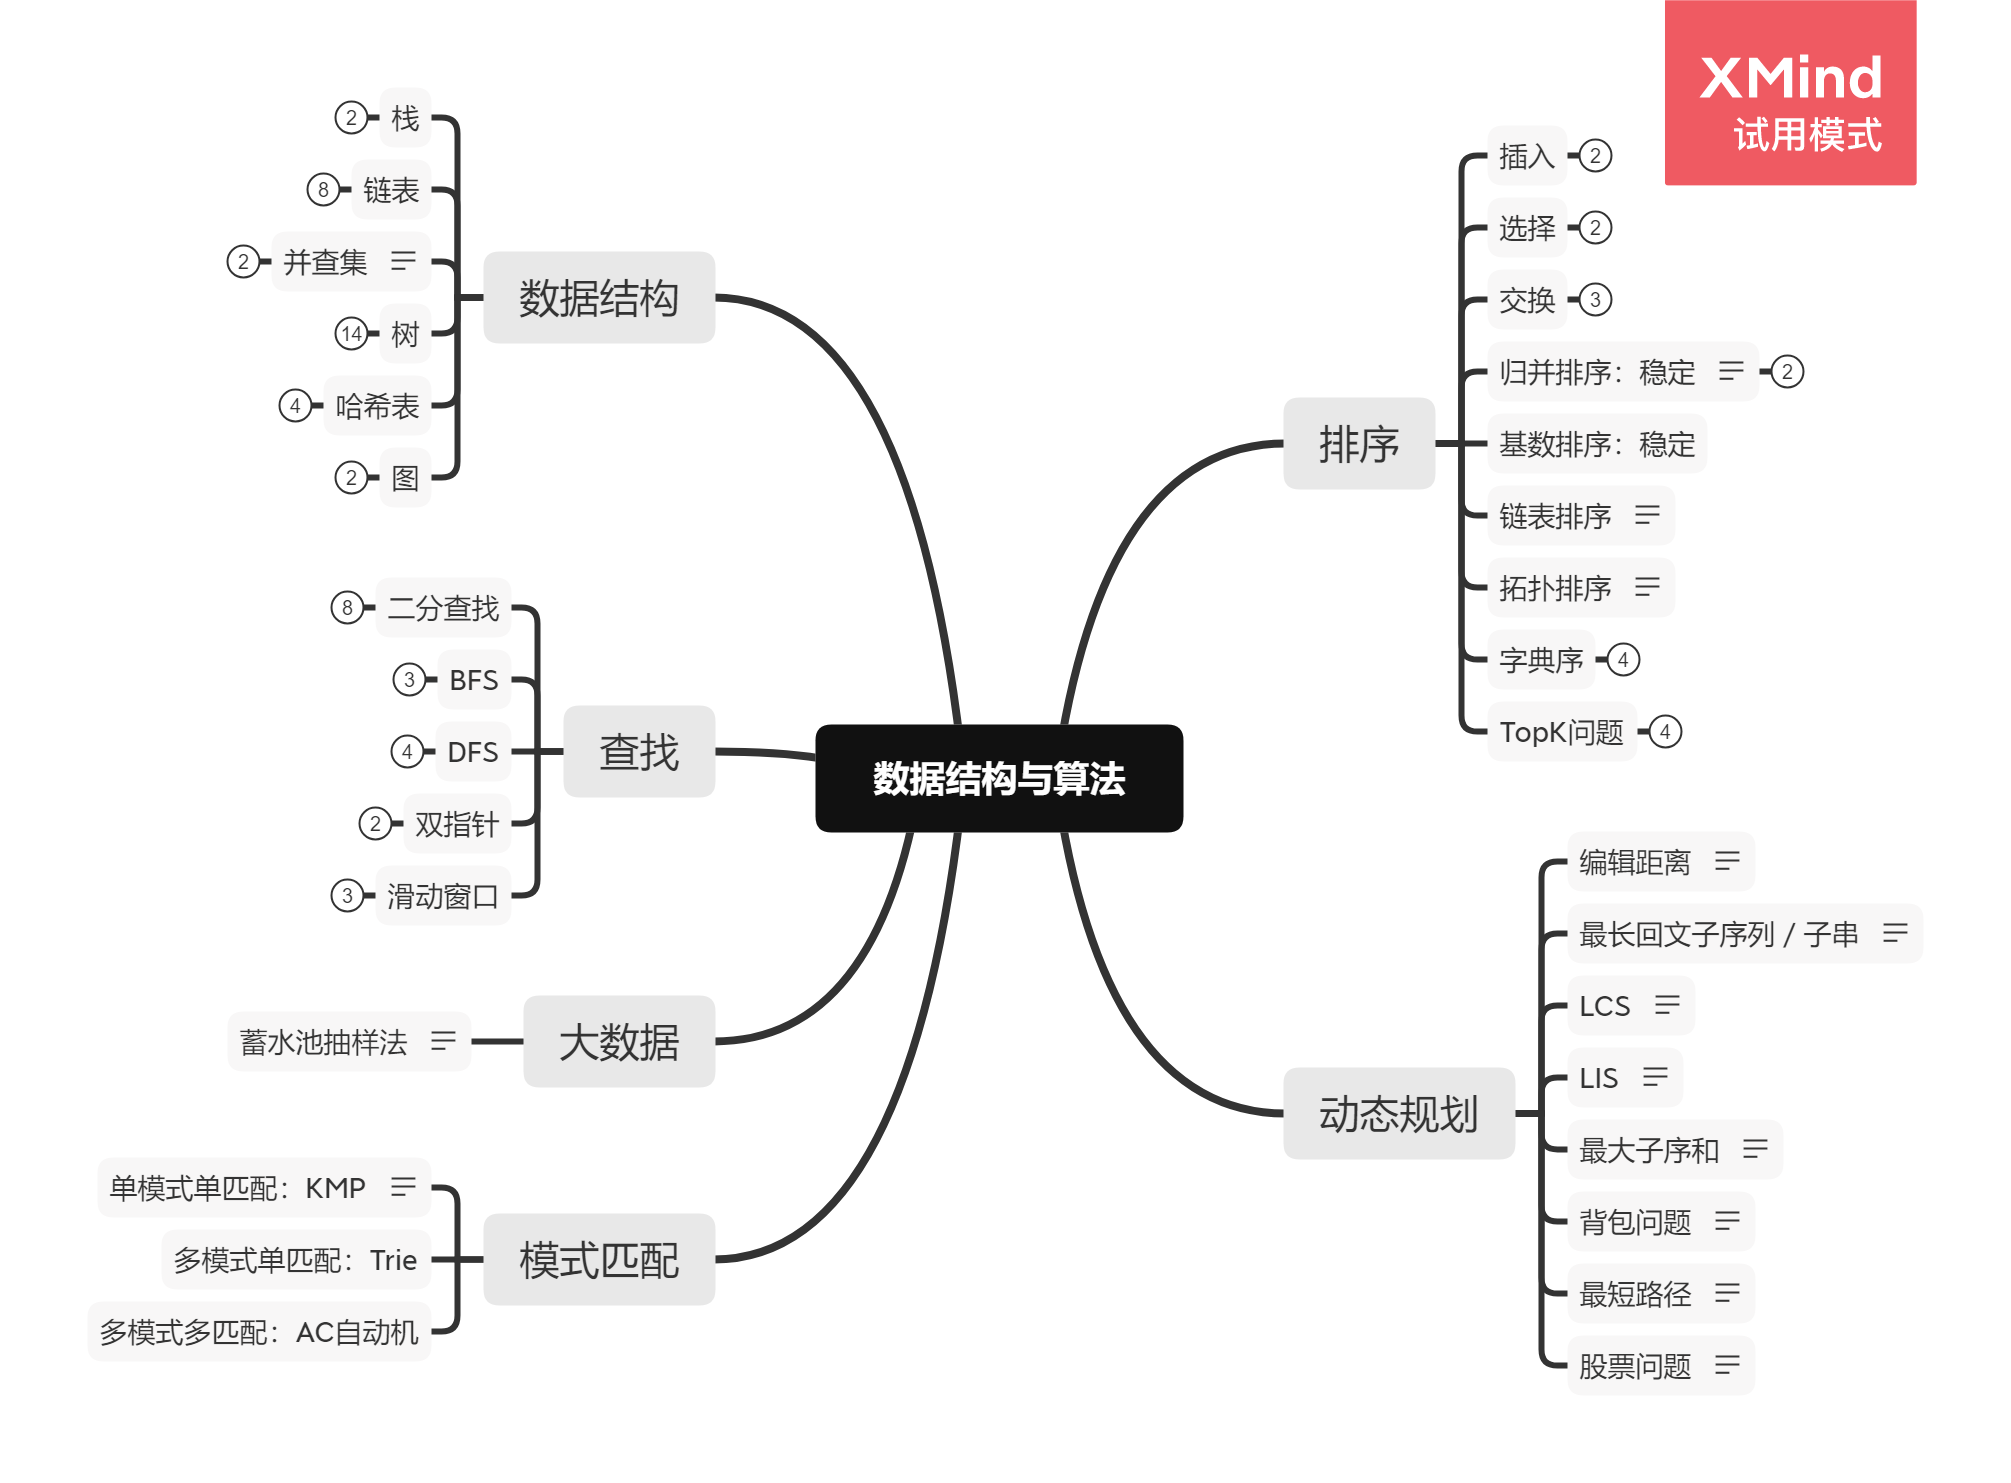 XMind
试用模式
数据结构与算法
数据结构
栈
2
链表
8
并查集
2
树
14
哈希表
4
图
2
查找
二分查找
8
BFS
3
DFS
4
双指针
2
滑动窗口
3
大数据
蓄水池抽样法
模式匹配
单模式单匹配：KMP
多模式单匹配：Trie
多模式多匹配：AC自动机
排序
插入
2
选择
2
交换
3
归并排序：稳定
2
基数排序：稳定
链表排序
拓扑排序
字典序
4
TopK问题
4
动态规划
编辑距离
最长回文子序列 / 子串
LCS
LIS
最大子序和
背包问题
最短路径
股票问题